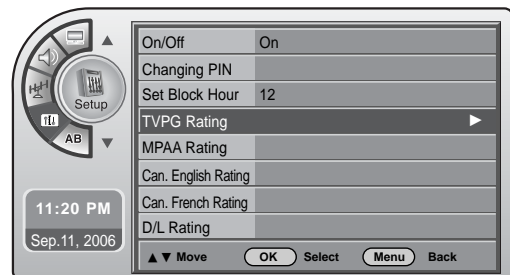 On/Off On
Changing PIN
Set Block Hour 12
TVPG Rating ►
MPAA Rating
Can. English Rating
Can. French Rating
D/L Rating
▲ ▼ Move OK Select Menu Back
Setup
AB
11:20 PM
Sep.11, 2006